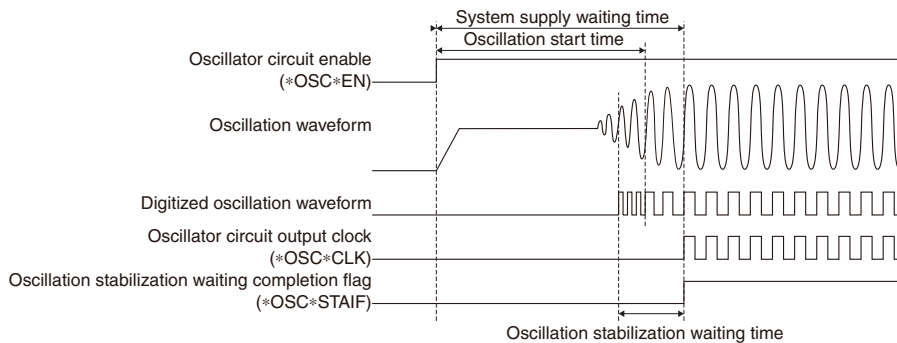 System supply waiting time
Oscillation start time
Oscillator circuit enable
(*OSC*EN)
Oscillation waveform
Digitized oscillation waveform
Oscillator circuit output clock
(*OSC*CLK)
Oscillation stabilization waiting completion flag
(*OSC*STAIF)
Oscillation stabilization waiting time